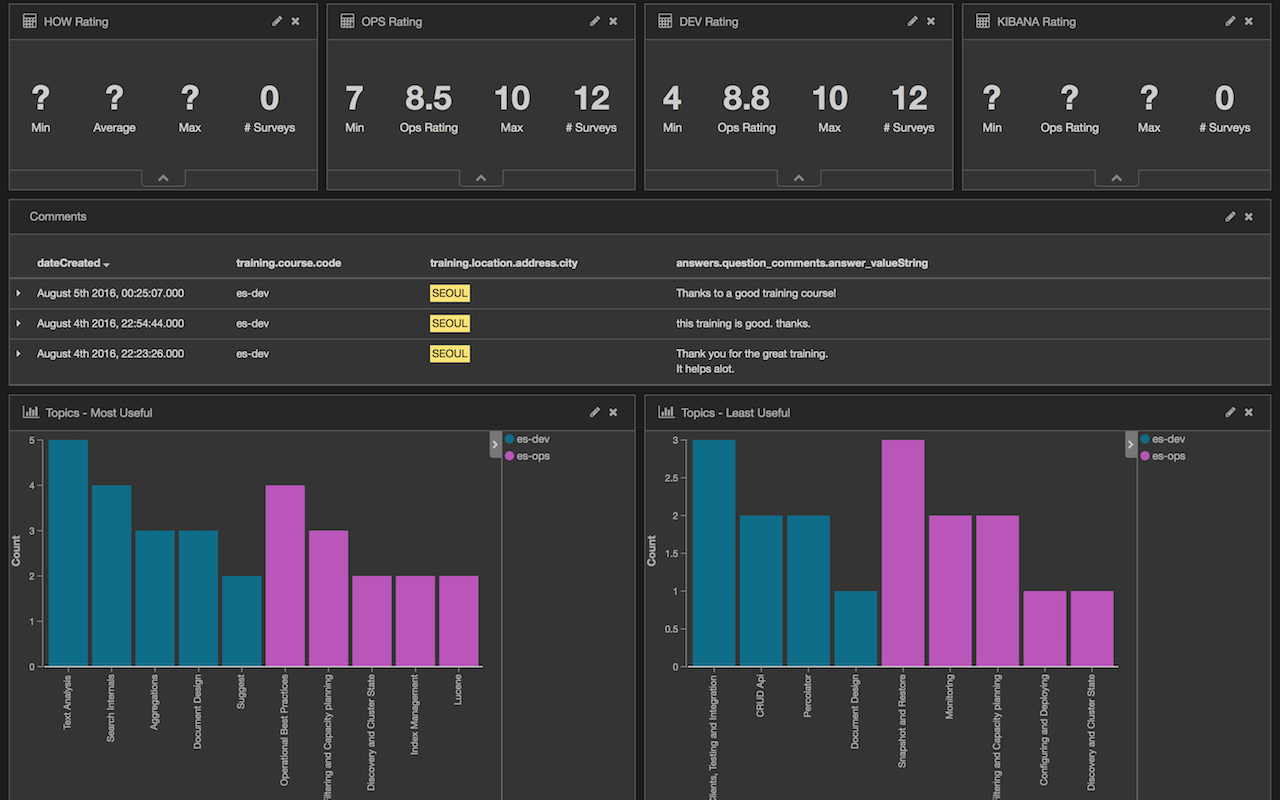 HOW Rating
OPS Rating
DEV Rating
KIBANA Rating
? ? ? 0
Min Average Max # Surveys
7 8.5 10 12
Min Ops Rating Max # Surveys
4 8.8 10 12
Min Ops Rating Max # Surveys
? ? ? 0
Min Ops Rating Max # Surveys
Comments
dateCreated training.course.code training.location.address.city answers.question_comments.answer_valueString
August 5th 2016, 00:25:07.000 es-dev SEOUL Thanks to a good training course!
August 4th 2016, 22:54:44.000 es-dev SEOUL this training is good. thanks.
August 4th 2016, 22:23:26.000 es-dev SEOUL Thank you for the great training.
It helps alot.
Topics - Most Useful
es-dev
es-ops
Count
5
4
3
2
1
0
Text Analysis
Search Internals
Aggregations
Document Design
Suggest
Operational Best Practices
and Capacity planning
Discovery and Cluster State
Index Management
Lucene
Topics - Least Useful
es-dev
es-ops
Count
3
2.5
2
1.5
1
0.5
0
Testing and Integration
CRUD Api
Percolator
Document Design
Snapshot and Restore
Monitoring
and Capacity planning
Configuring and Deploying
Discovery and Cluster State